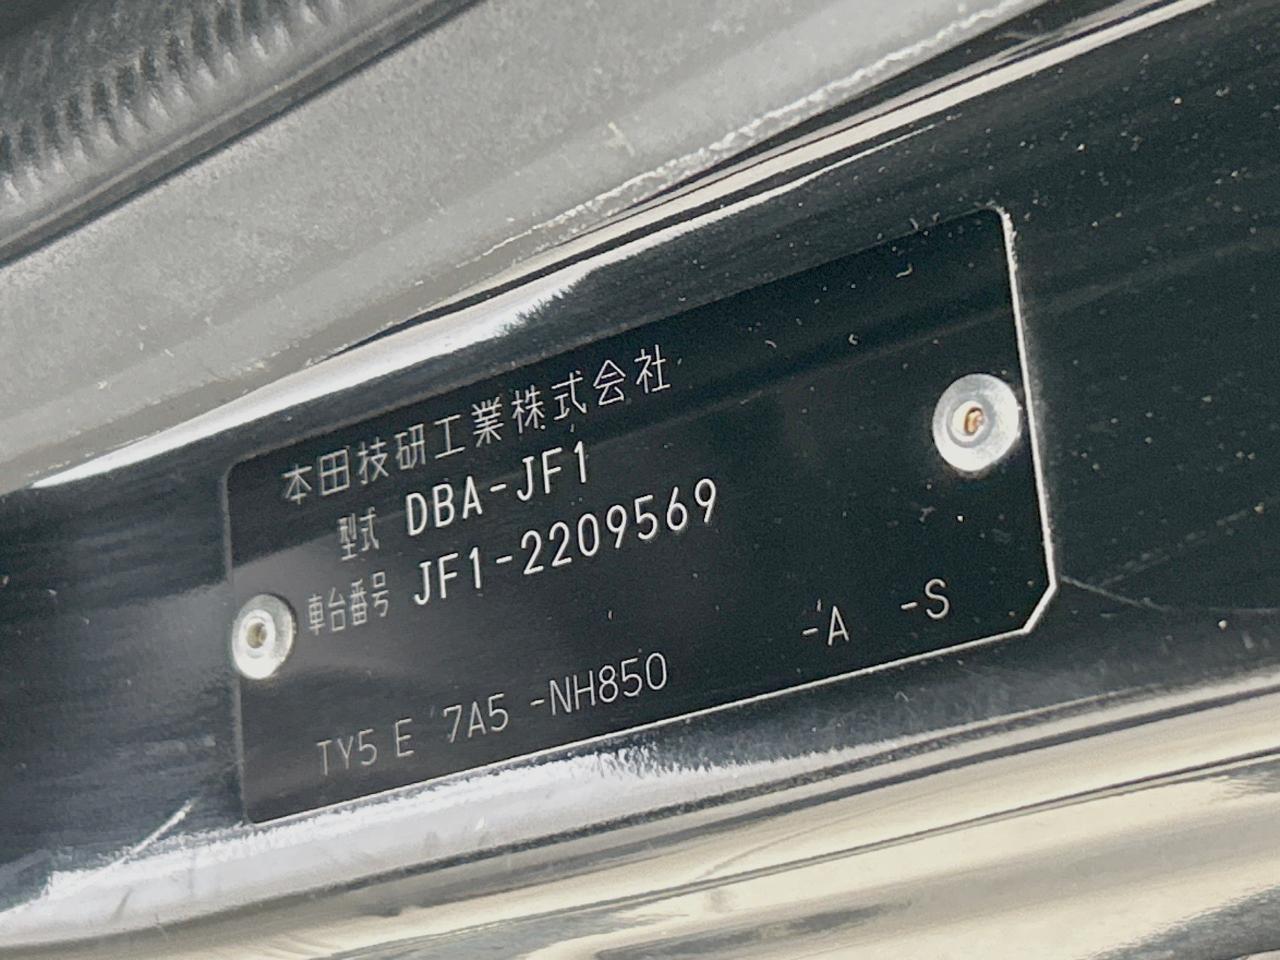 本田技研工業株式会社
型式 DBA-JF1
車台番号 JF1-2209569
TY5 E 7A5 -NH850 -A -S